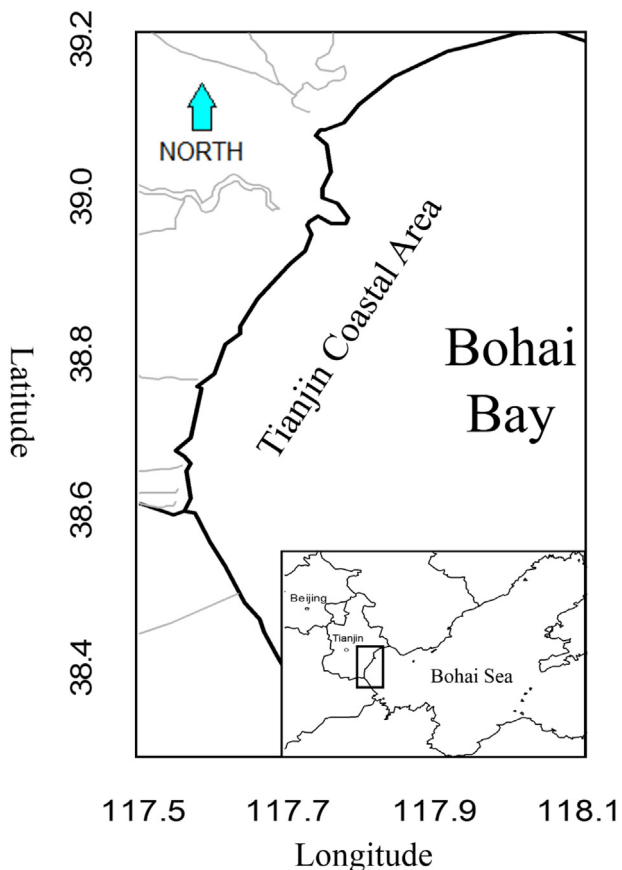 39.2
39.0
38.8
38.6
38.4
Latitude
NORTH
Tianjin Coastal Area
Bohai
Bay
Beijing
Tianjin
Bohai Sea
117.5
117.7
117.9
118.1
Longitude